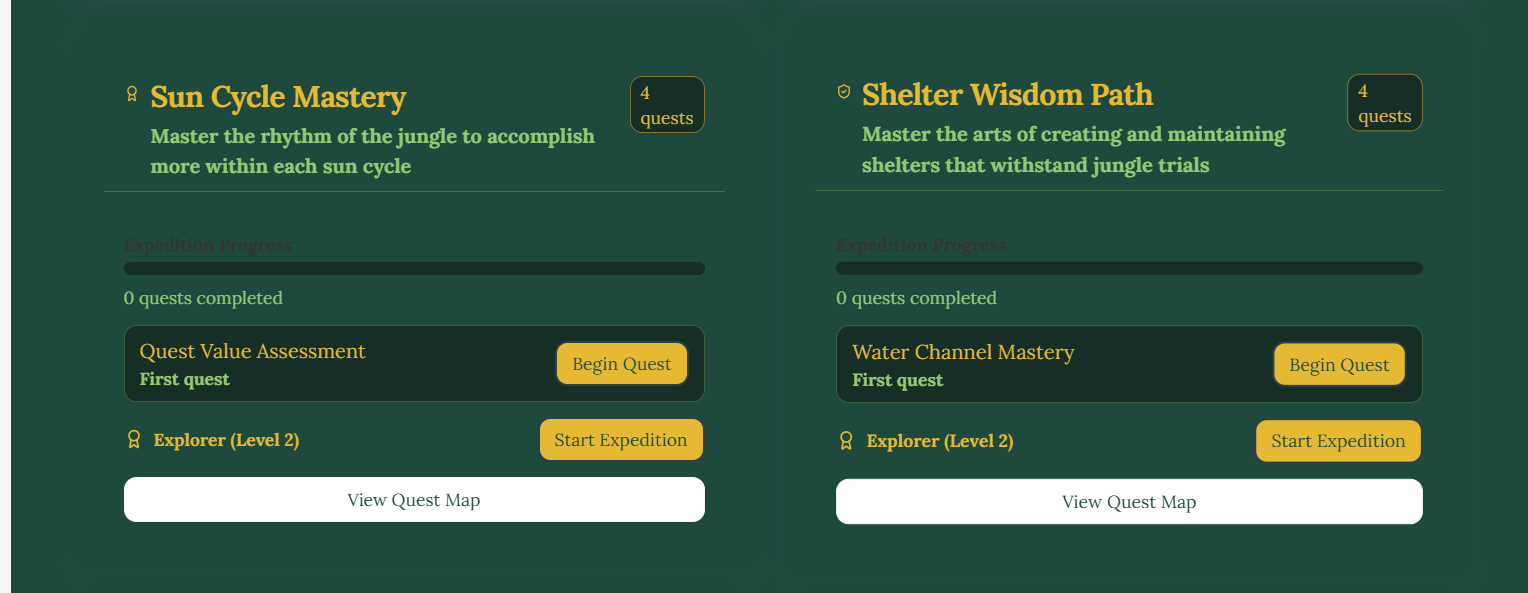 Sun Cycle Mastery
Master the rhythm of the jungle to accomplish
more within each sun cycle
4
quests
Expedition Progress
0 quests completed
Quest Value Assessment
First quest
Begin Quest
Explorer (Level 2)
Start Expedition
View Quest Map
Shelter Wisdom Path
Master the arts of creating and maintaining
shelters that withstand jungle trials
4
quests
Expedition Progress
0 quests completed
Water Channel Mastery
First quest
Begin Quest
Explorer (Level 2)
Start Expedition
View Quest Map